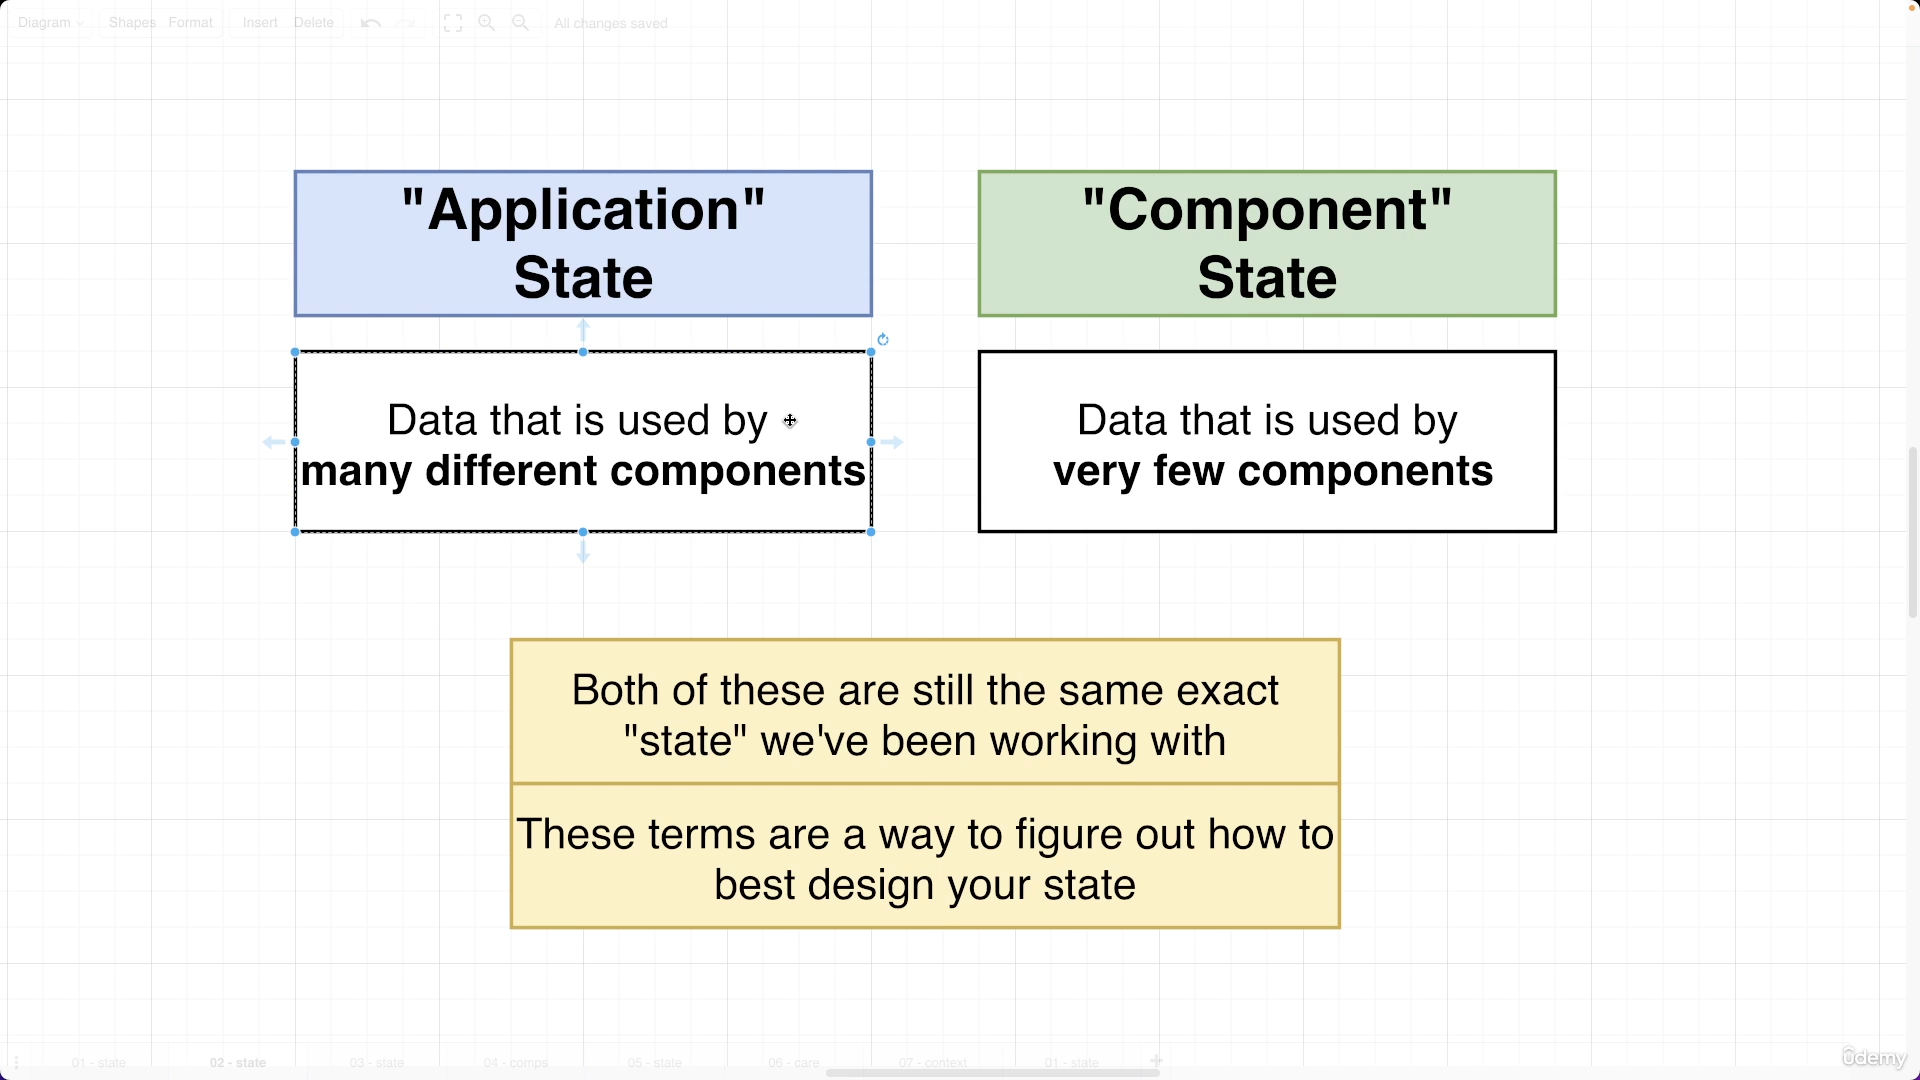 Diagram Shapes Format Insert Delete All changes saved
"Application"
State
"Component"
State
Data that is used by
many different components
Data that is used by
very few components
Both of these are still the same exact
"state" we've been working with
These terms are a way to figure out how to
best design your state
01 - state 02 - state 03 - state 04 - comps 05 - state 06 - care 07 - context 01 - state
ûdemy